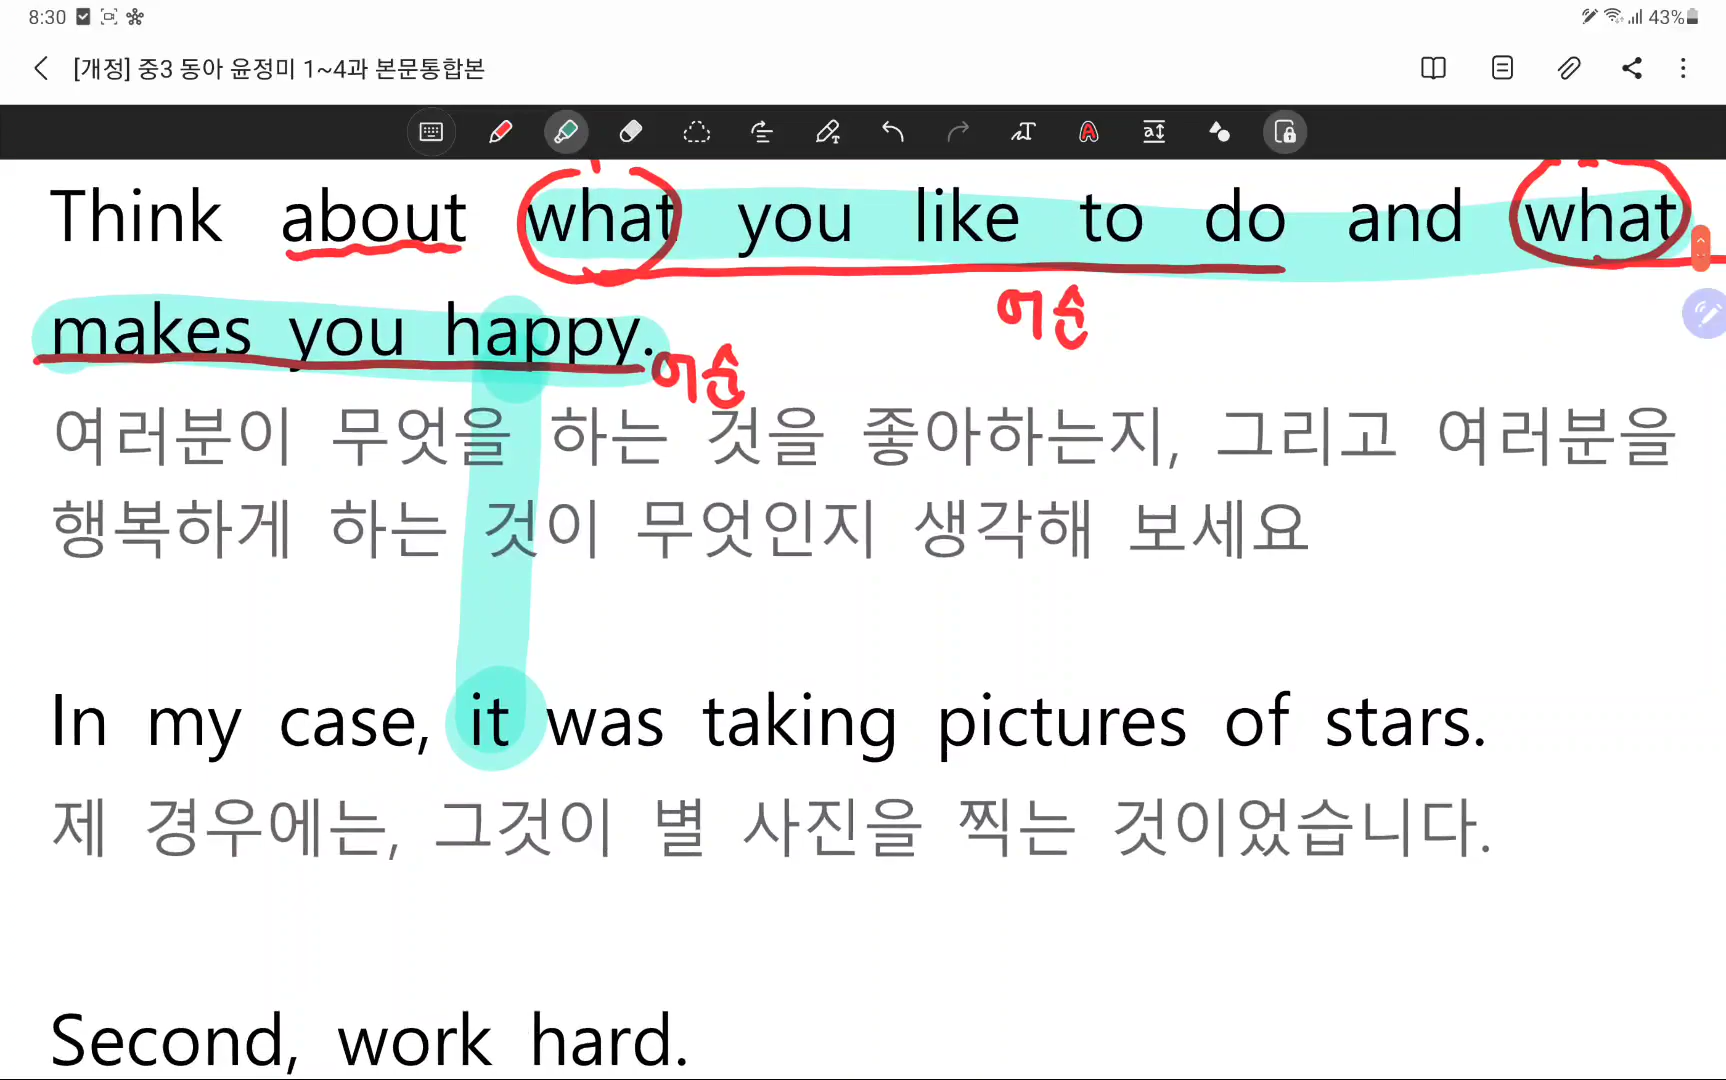 8:30
43%
[개정] 중3 동아 윤정미 1~4과 본문통합본
Think about what you like to do and what
어순
makes you happy.
어순
여러분이 무엇을 하는 것을 좋아하는지, 그리고 여러분을
행복하게 하는 것이 무엇인지 생각해 보세요
In my case, it was taking pictures of stars.
제 경우에는, 그것이 별 사진을 찍는 것이었습니다.
Second, work hard.